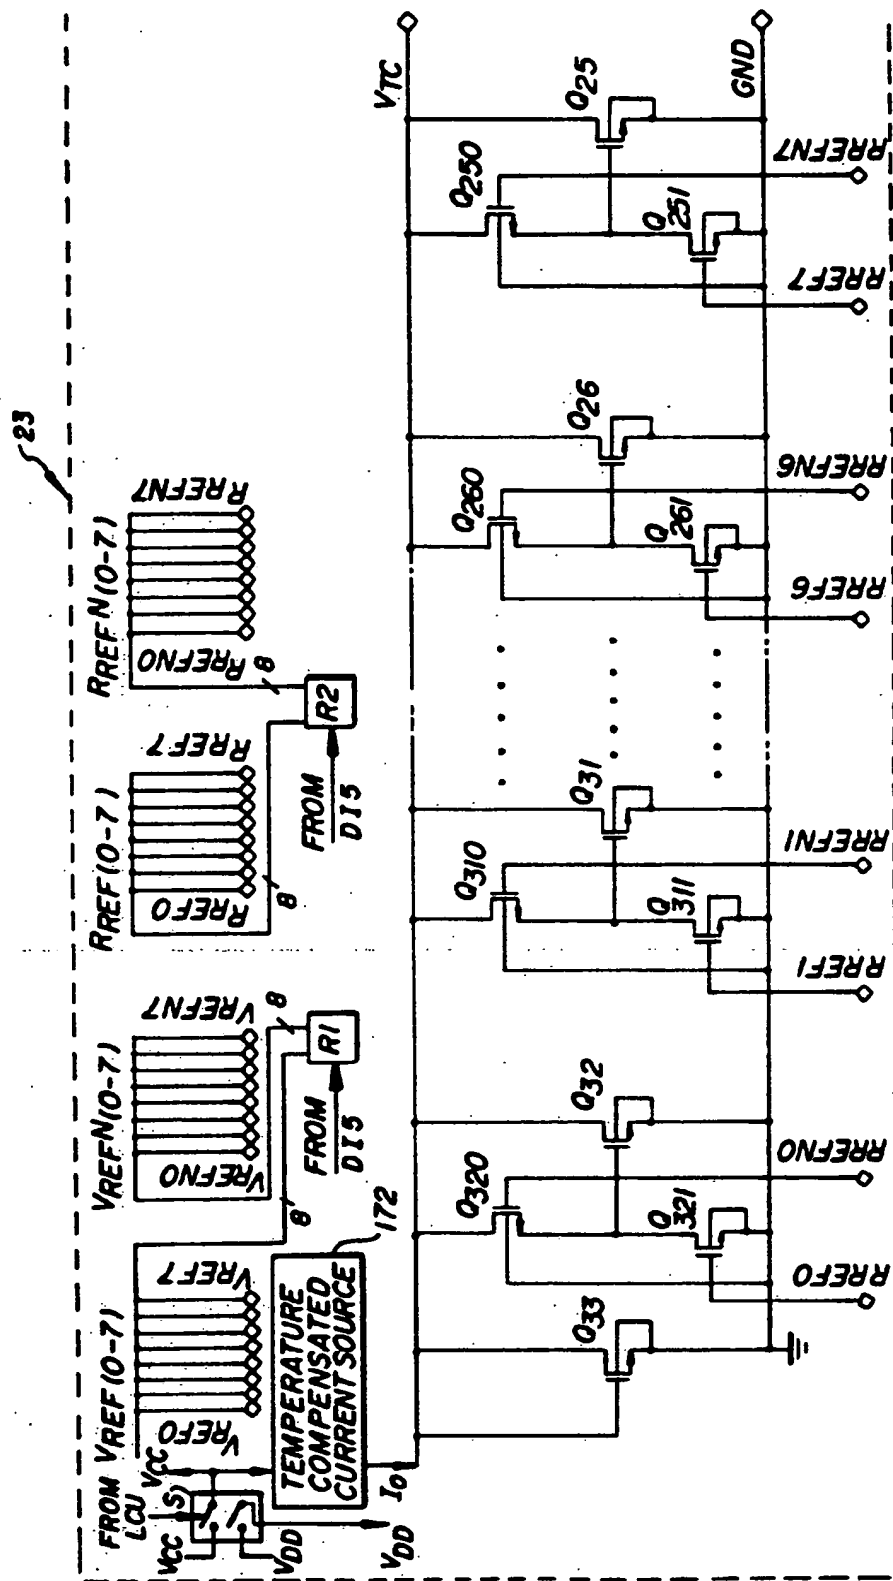 23
FROM
LCU
VCC
S1
VCC
VDD
VDD
VREF(0-7)
VREF0
VREF7
VREFN(0-7)
VREFN0
VREFN7
RREF(0-7)
RREF0
RREF7
RREFN(0-7)
RREFN0
RREFN7
8
8
8
8
R1
R2
FROM
DI5
FROM
DI5
TEMPERATURE
COMPENSATED
CURRENT SOURCE
172
I0
VTC
Q33
Q320
Q32
Q321
Q310
Q31
Q311
Q260
Q26
Q261
Q250
Q25
Q251
GND
RREF0
RREFN0
RREF1
RREFN1
RREF6
RREFN6
RREF7
RREFN7